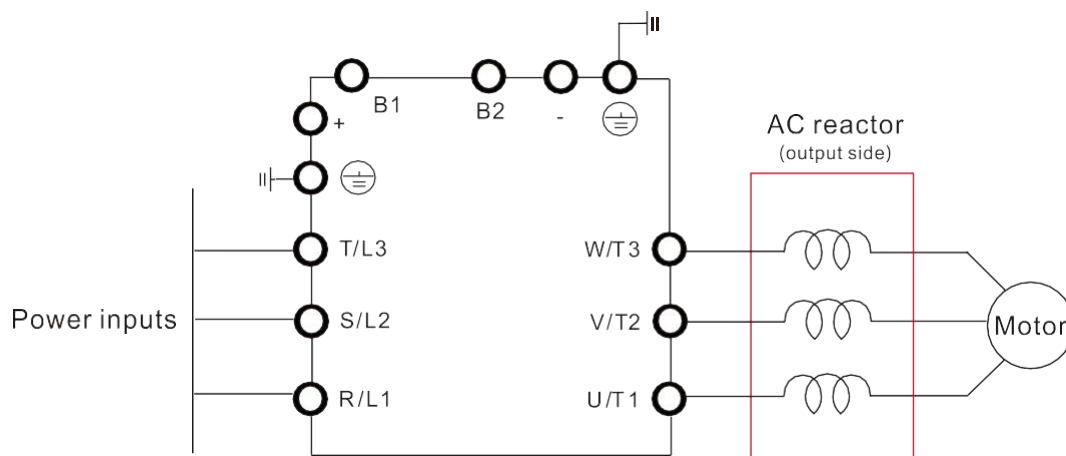 B1
B2
-
+
AC reactor
(output side)
T/L3
W/T3
Power inputs
S/L2
V/T2
Motor
R/L1
U/T1